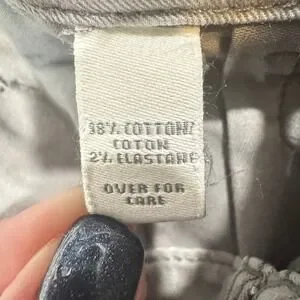 98% COTTON/
COTON
2% ELASTANE
OVER FOR
CARE